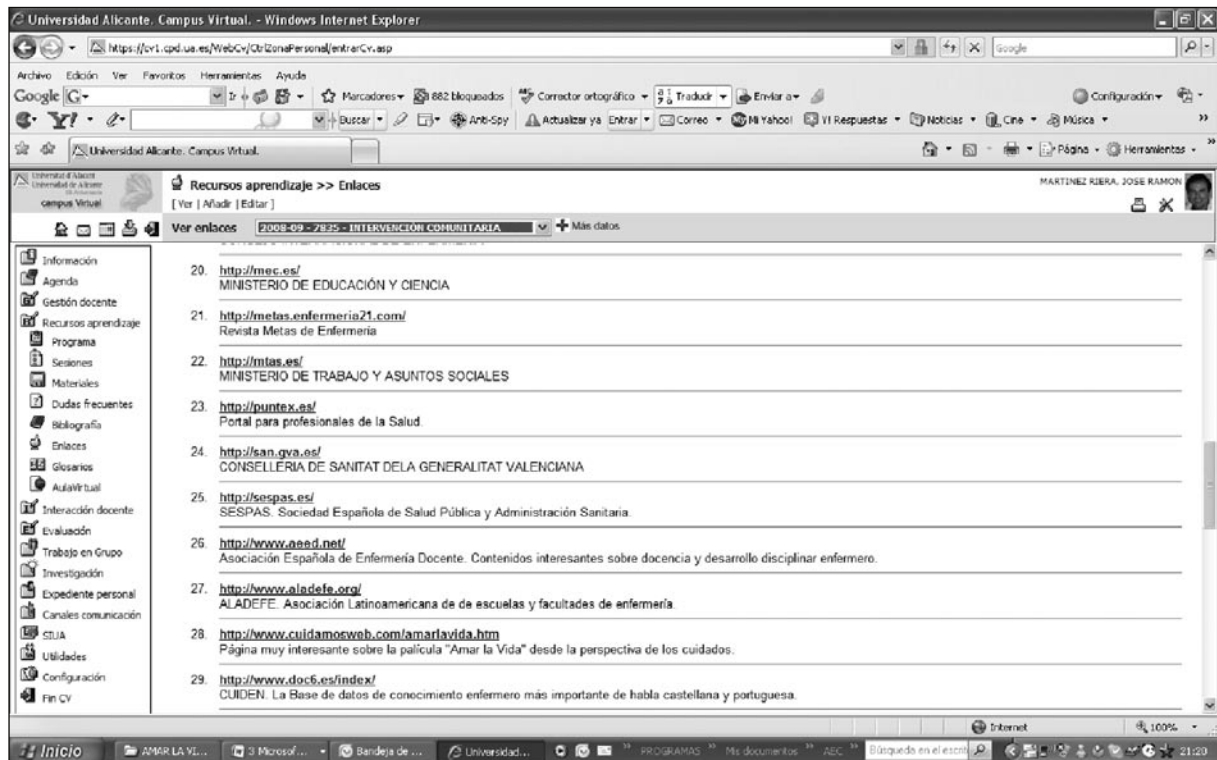 Universidad Alicante. Campus Virtual. - Windows Internet Explorer
https://cv1.cpd.ua.es/WebCv/CtrlZonaPersonal/entrarCv.asp
Google
Archivo Edición Ver Favoritos Herramientas Ayuda
Google G Ir Marcadores 882 bloqueados Corrector ortográfico Traducir Enviar a Configuración
Y! Buscar Anti-Spy Actualizar ya Entrar Correo Mi Yahoo! Y! Respuestas Noticias Cine Música »
Universidad Alicante. Campus Virtual. Página Herramientas »
Universitat d'Alacant
Universidad de Alicante
campus Virtual
Recursos aprendizaje >> Enlaces
MARTINEZ RIERA, JOSE RAMON
[ Ver | Añadir | Editar ]
Ver enlaces 2008-09 - 7835 - INTERVENCIÓN COMUNITARIA Más datos
Información
Agenda
Gestión docente
Recursos aprendizaje
Programa
Sesiones
Materiales
Dudas frecuentes
Bibliografía
Enlaces
Glosarios
AulaVirtual
Interacción docente
Evaluación
Trabajo en Grupo
Investigación
Expediente personal
Canales comunicación
SIUA
Utilidades
Configuración
Fin CV
20. http://mec.es/
MINISTERIO DE EDUCACIÓN Y CIENCIA
21. http://metas.enfermeria21.com/
Revista Metas de Enfermería
22. http://mtas.es/
MINISTERIO DE TRABAJO Y ASUNTOS SOCIALES
23. http://puntex.es/
Portal para profesionales de la Salud.
24. http://san.gva.es/
CONSELLERIA DE SANITAT DELA GENERALITAT VALENCIANA
25. http://sespas.es/
SESPAS. Sociedad Española de Salud Pública y Administración Sanitaria.
26. http://www.aeed.net/
Asociación Española de Enfermería Docente. Contenidos interesantes sobre docencia y desarrollo disciplinar enfermero.
27. http://www.aladefe.org/
ALADEFE. Asociación Latinoamericana de de escuelas y facultades de enfermería.
28. http://www.cuidamosweb.com/amarlavida.htm
Página muy interesante sobre la palícula "Amar la Vida" desde la perspectiva de los cuidados.
29. http://www.doc6.es/index/
CUIDEN. La Base de datos de conocimiento enfermero más importante de habla castellana y portuguesa.
Internet 100%
Inicio AMAR LA VI... 3 Microsof... Bandeja de ... Universidad... » PROGRAMAS » Mis documentos » AEC » Búsqueda en el escrit 21:20